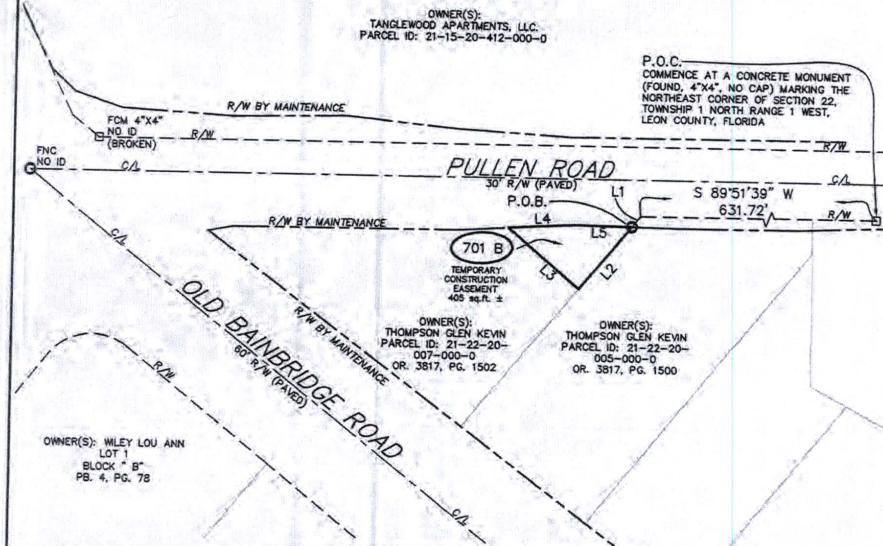 OWNER(S):
TANGLEWOOD APARTMENTS, LLC.
PARCEL ID: 21-15-20-412-000-0
P.O.C.
COMMENCE AT A CONCRETE MONUMENT
(FOUND, 4"X4", NO CAP) MARKING THE
NORTHEAST CORNER OF SECTION 22,
TOWNSHIP 1 NORTH RANGE 1 WEST,
LEON COUNTY, FLORIDA
R/W BY MAINTENANCE
FCM 4"X4"
NO ID
(BROKEN)
R/W
R/W
FNC
NO ID
C/L
PULLEN ROAD
30' R/W (PAVED)
C/L
P.O.B.
L1
S 89°51'39" W
631.72'
R/W
R/W BY MAINTENANCE
L4
L5
701 B
TEMPORARY
CONSTRUCTION
EASEMENT
405 sq.ft. ±
L3
L2
C/L
OLD BAINBRIDGE ROAD
60' R/W (PAVED)
R/W BY MAINTENANCE
OWNER(S):
THOMPSON GLEN KEVIN
PARCEL ID: 21-22-20-
007-000-0
OR. 3817, PG. 1502
OWNER(S):
THOMPSON GLEN KEVIN
PARCEL ID: 21-22-20-
005-000-0
OR. 3817, PG. 1500
R/W
OWNER(S): WILEY LOU ANN
LOT 1
BLOCK " B"
PB. 4, PG. 78
C/L